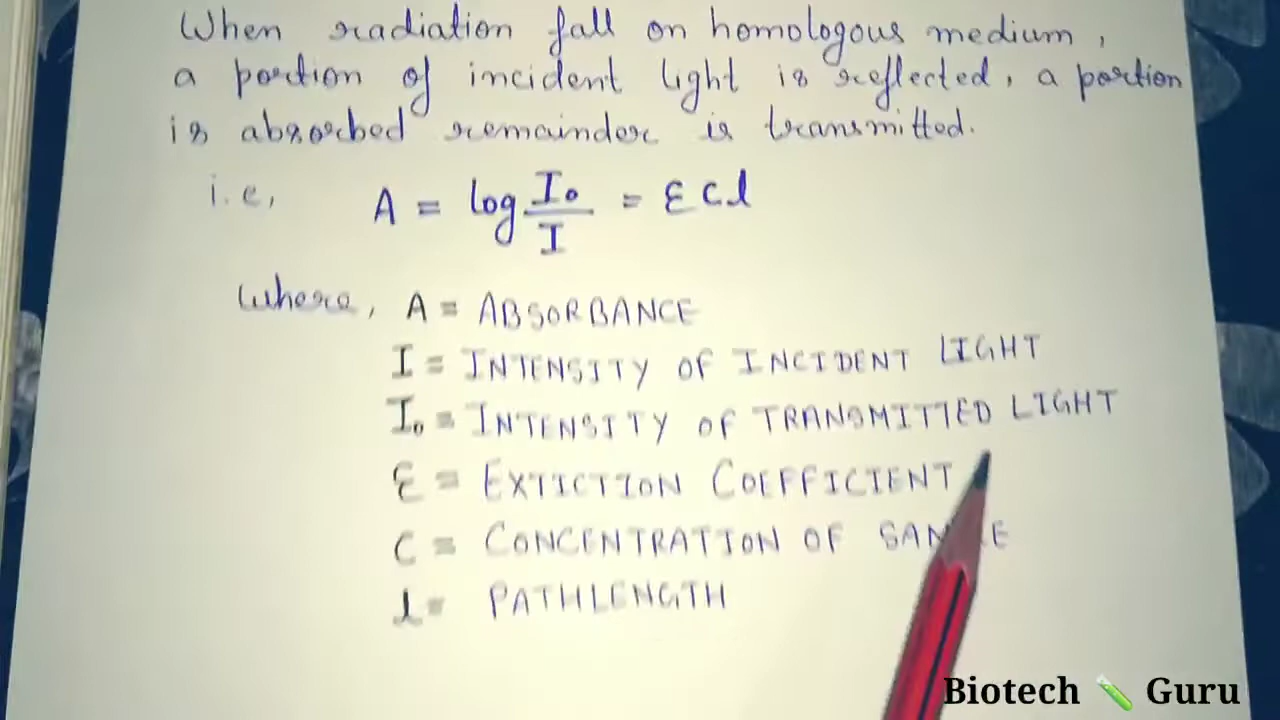 When radiation fall on homologous medium,
a portion of incident light is reflected, a portion
is absorbed remainder is transmitted.
i.e, A = log I₀/I = εcl
where, A = ABSORBANCE
I = INTENSITY OF INCIDENT LIGHT
I₀ = INTENSITY OF TRANSMITTED LIGHT
ε = EXTICTION COEFFICIENT
C = CONCENTRATION OF
l = PATHLENGTH
Biotech Guru